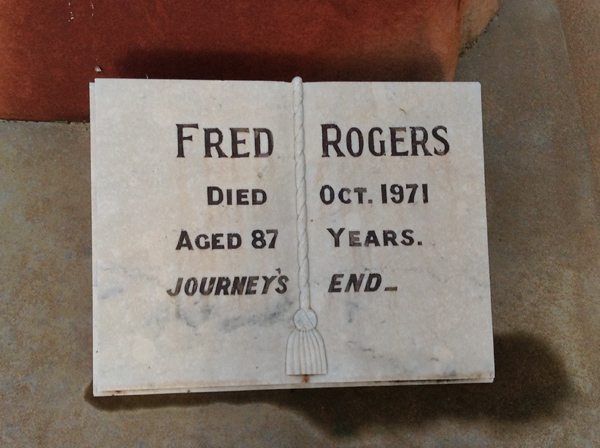 FRED ROGERS
DIED OCT. 1971
AGED 87 YEARS.
JOURNEY'S END_